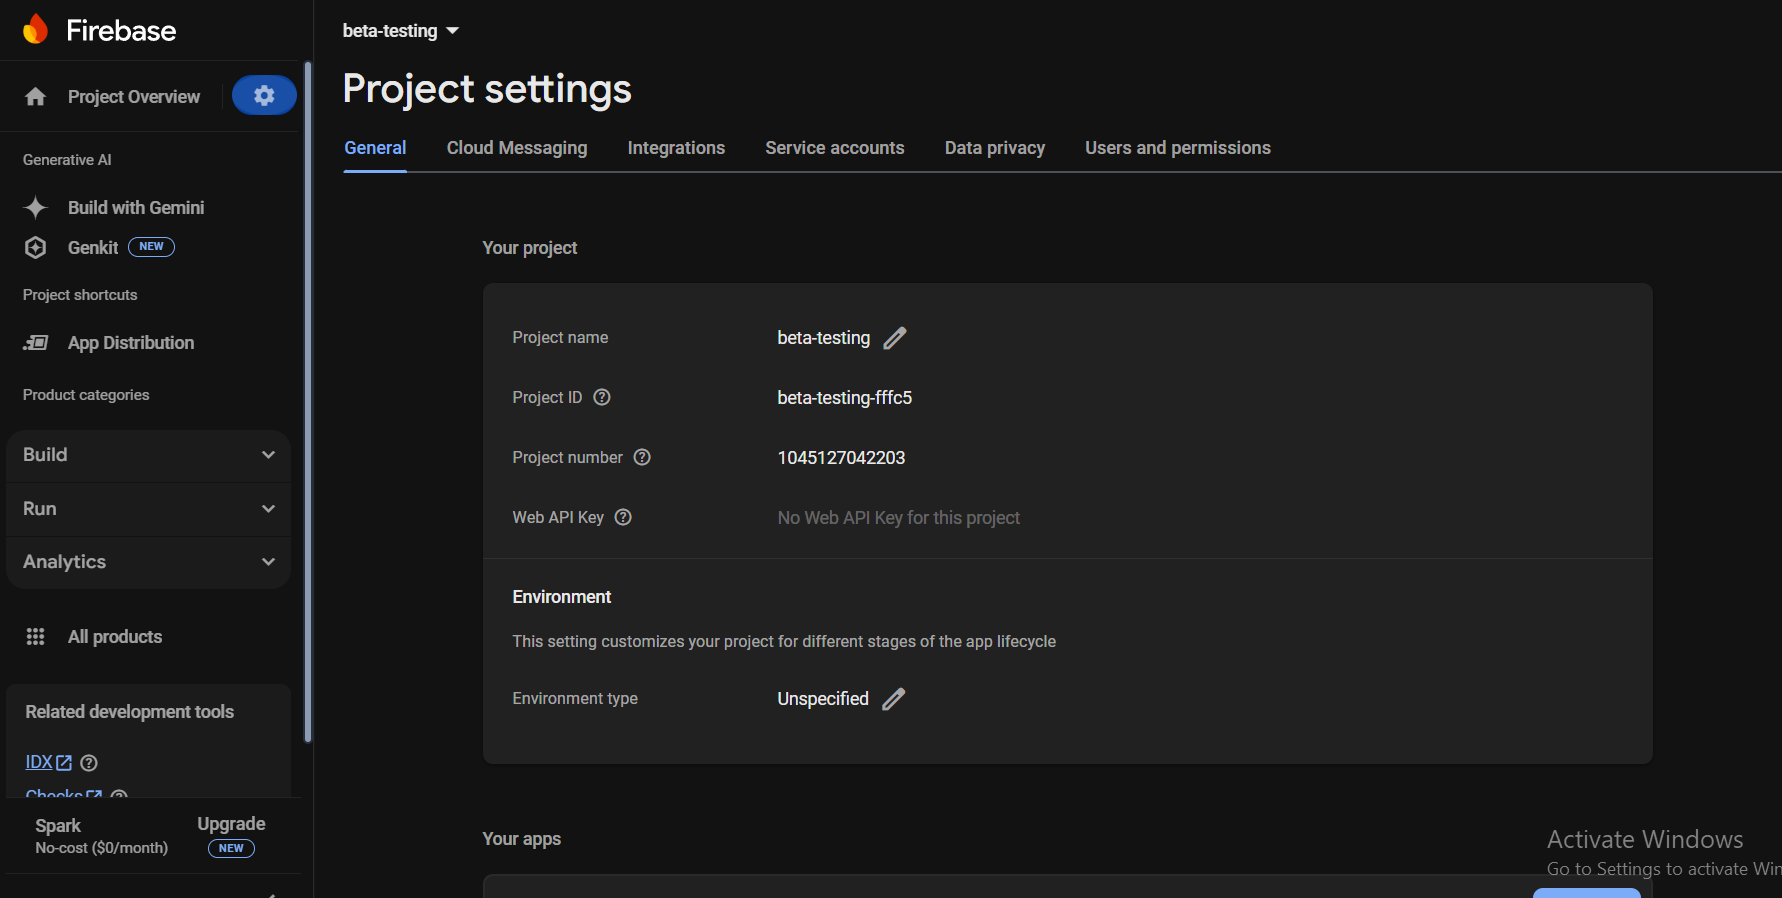 Firebase
Project Overview
Generative AI
Build with Gemini
Genkit NEW
Project shortcuts
App Distribution
Product categories
Build
Run
Analytics
All products
Related development tools
IDX
Checks
Spark
No-cost ($0/month)
Upgrade
NEW
beta-testing
Project settings
General Cloud Messaging Integrations Service accounts Data privacy Users and permissions
Your project
Project name beta-testing
Project ID beta-testing-fffc5
Project number 1045127042203
Web API Key No Web API Key for this project
Environment
This setting customizes your project for different stages of the app lifecycle
Environment type Unspecified
Your apps
Activate Windows
Go to Settings to activate Win